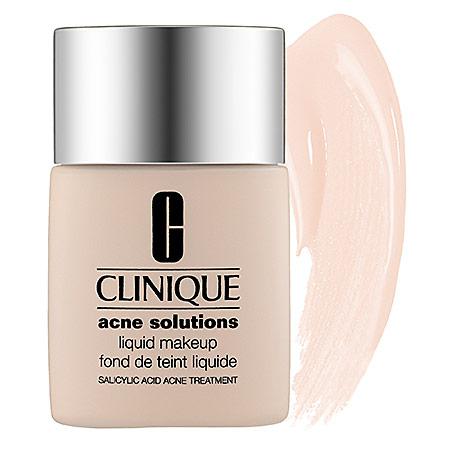 C
CLINIQUE
acne solutions
liquid makeup
fond de teint liquide
SALICYLIC ACID ACNE TREATMENT